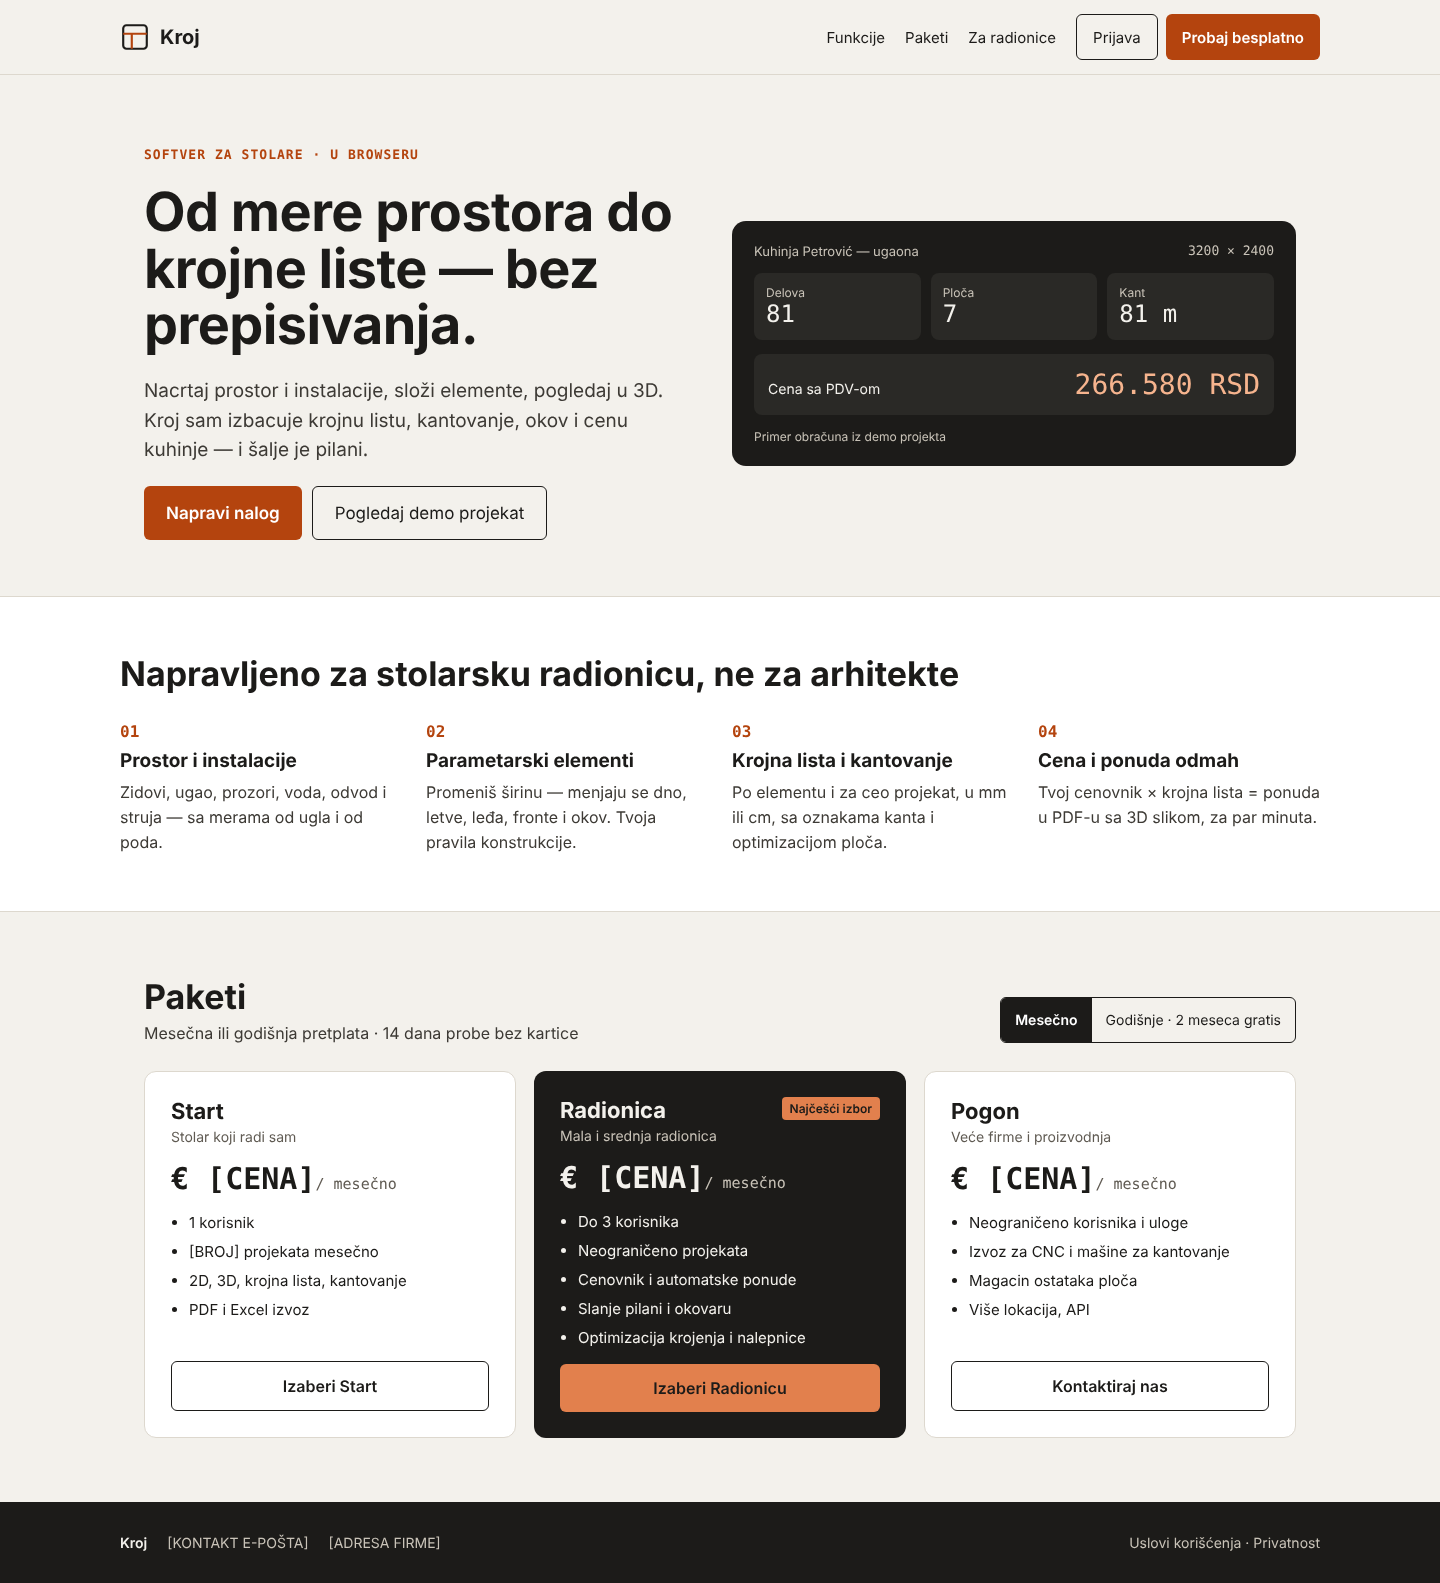 Kroj
Funkcije
Paketi
Za radionice
Prijava
Probaj besplatno
SOFTVER ZA STOLARE · U BROWSERU
Od mere prostora do
krojne liste — bez
prepisivanja.
Nacrtaj prostor i instalacije, složi elemente, pogledaj u 3D.
Kroj sam izbacuje krojnu listu, kantovanje, okov i cenu
kuhinje — i šalje je pilani.
Napravi nalog
Pogledaj demo projekat
Kuhinja Petrović — ugaona
3200 × 2400
Delova
81
Ploča
7
Kant
81 m
Cena sa PDV-om
266.580 RSD
Primer obračuna iz demo projekta
Napravljeno za stolarsku radionicu, ne za arhitekte
01
Prostor i instalacije
Zidovi, ugao, prozori, voda, odvod i
struja — sa merama od ugla i od
poda.
02
Parametarski elementi
Promeniš širinu — menjaju se dno,
letve, leđa, fronte i okov. Tvoja
pravila konstrukcije.
03
Krojna lista i kantovanje
Po elementu i za ceo projekat, u mm
ili cm, sa oznakama kanta i
optimizacijom ploča.
04
Cena i ponuda odmah
Tvoj cenovnik × krojna lista = ponuda
u PDF-u sa 3D slikom, za par minuta.
Paketi
Mesečna ili godišnja pretplata · 14 dana probe bez kartice
Mesečno
Godišnje · 2 meseca gratis
Start
Stolar koji radi sam
€ [CENA]/ mesečno
• 1 korisnik
• [BROJ] projekata mesečno
• 2D, 3D, krojna lista, kantovanje
• PDF i Excel izvoz
Izaberi Start
Radionica
Najčešći izbor
Mala i srednja radionica
€ [CENA]/ mesečno
• Do 3 korisnika
• Neograničeno projekata
• Cenovnik i automatske ponude
• Slanje pilani i okovaru
• Optimizacija krojenja i nalepnice
Izaberi Radionicu
Pogon
Veće firme i proizvodnja
€ [CENA]/ mesečno
• Neograničeno korisnika i uloge
• Izvoz za CNC i mašine za kantovanje
• Magacin ostataka ploča
• Više lokacija, API
Kontaktiraj nas
Kroj
[KONTAKT E-POŠTA]
[ADRESA FIRME]
Uslovi korišćenja · Privatnost